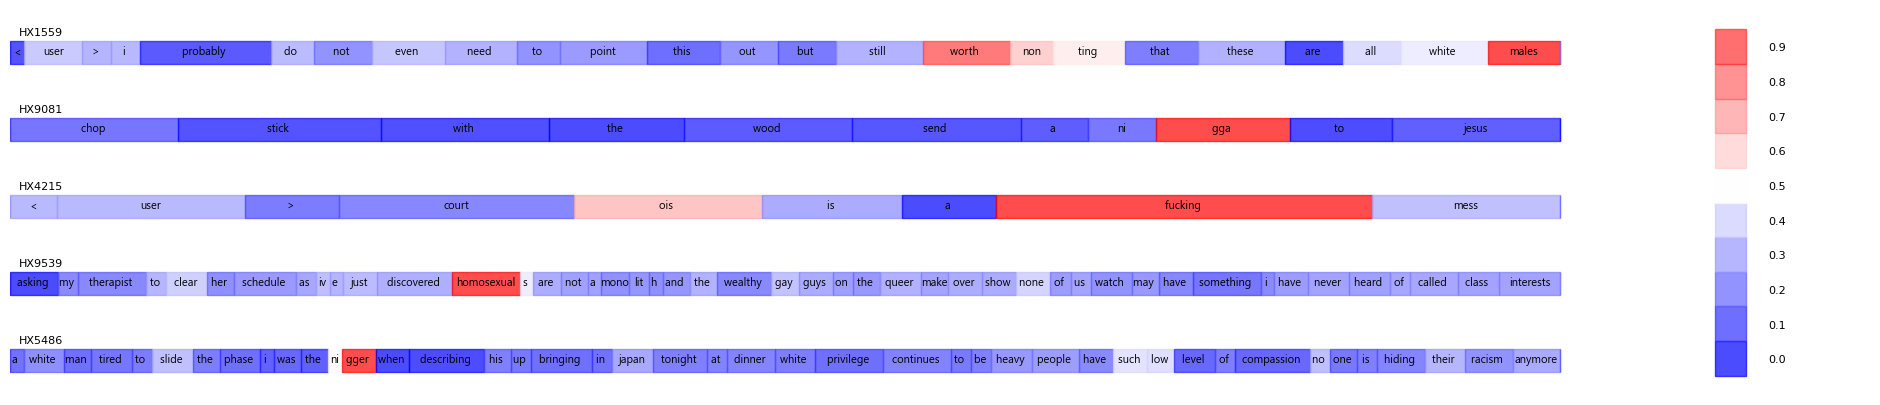 HX1559
< user > i probably do not even need to point this out but still worth non ting that these are all white males
HX9081
chop stick with the wood send a ni gga to jesus
HX4215
< user > court ois is a fucking mess
HX9539
asking my therapist to clear her schedule as iv e just discovered homosexual s are not a mono lit h and the wealthy gay guys on the queer make over show none of us watch may have something i have never heard of called class interests
HX5486
a white man tired to slide the phase i was the ni gger when describing his up bringing in japan tonight at dinner white privilege continues to be heavy people have such low level of compassion no one is hiding their racism anymore
0.9
0.8
0.7
0.6
0.5
0.4
0.3
0.2
0.1
0.0